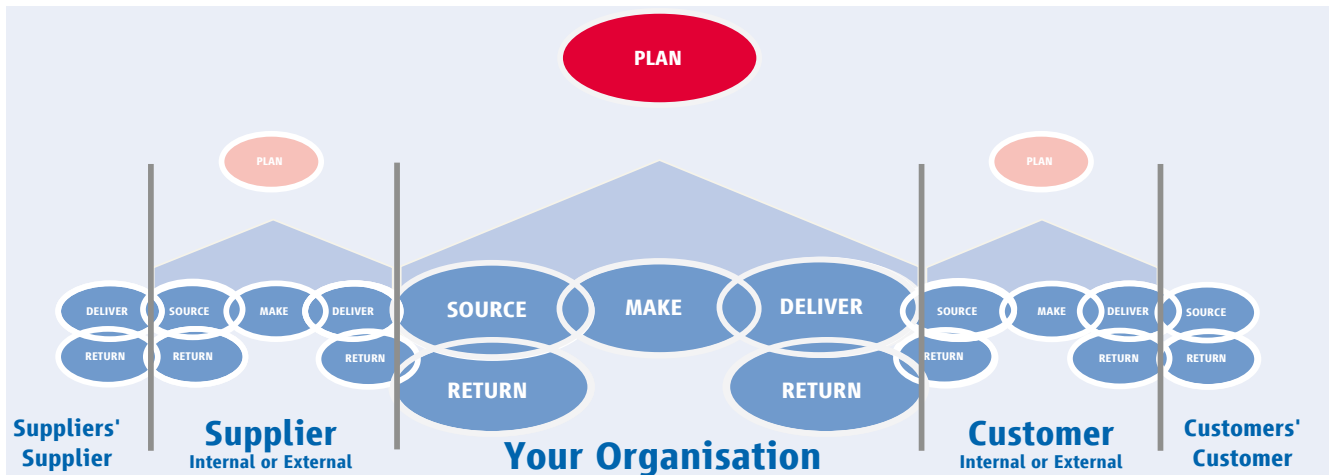 PLAN
PLAN
PLAN
DELIVER
SOURCE
MAKE
DELIVER
SOURCE
MAKE
DELIVER
SOURCE
MAKE
DELIVER
SOURCE
RETURN
RETURN
RETURN
RETURN
RETURN
RETURN
RETURN
RETURN
Suppliers'
Supplier
Supplier
Internal or External
Your Organisation
Customer
Internal or External
Customers'
Customer